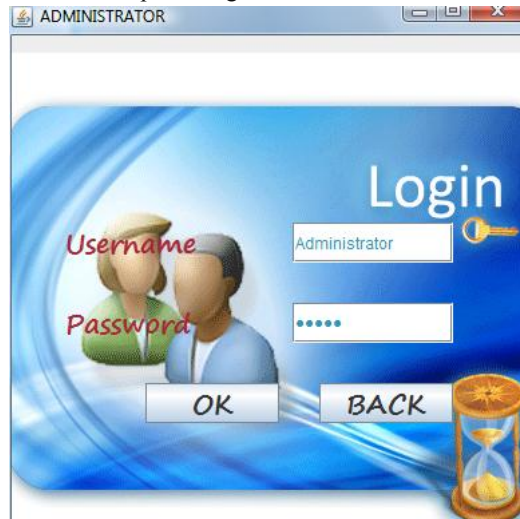 ADMINISTRATOR
Login
Username
Administrator
Password
•••••
OK
BACK